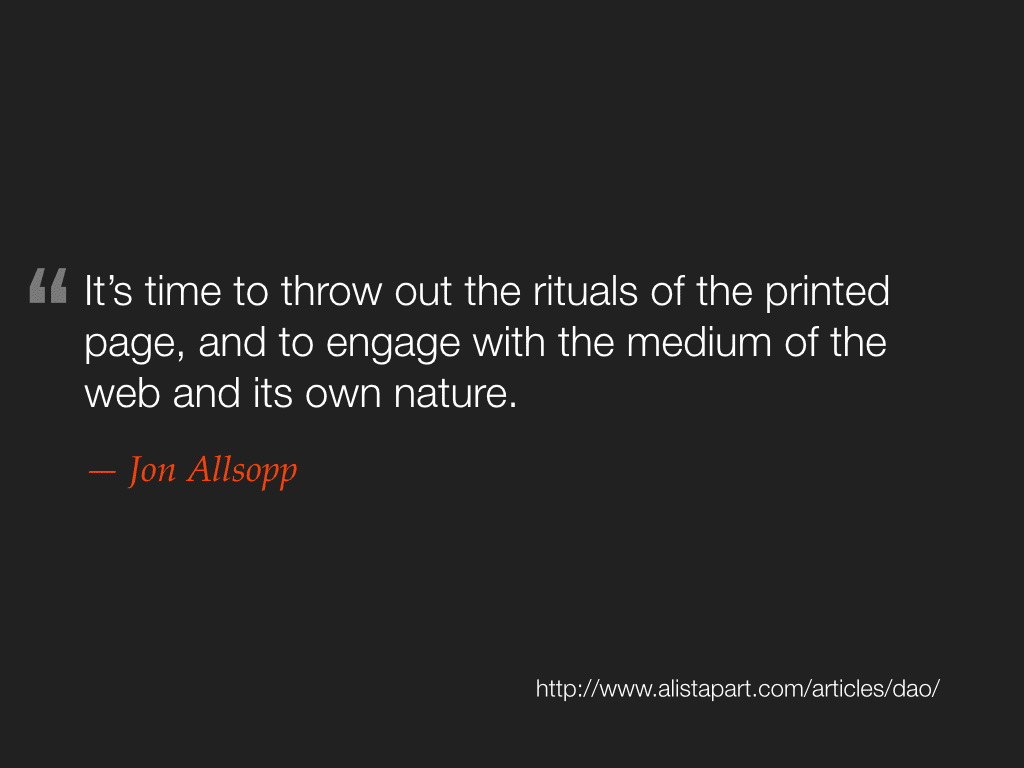 “ It’s time to throw out the rituals of the printed
page, and to engage with the medium of the
web and its own nature.
— Jon Allsopp
http://www.alistapart.com/articles/dao/